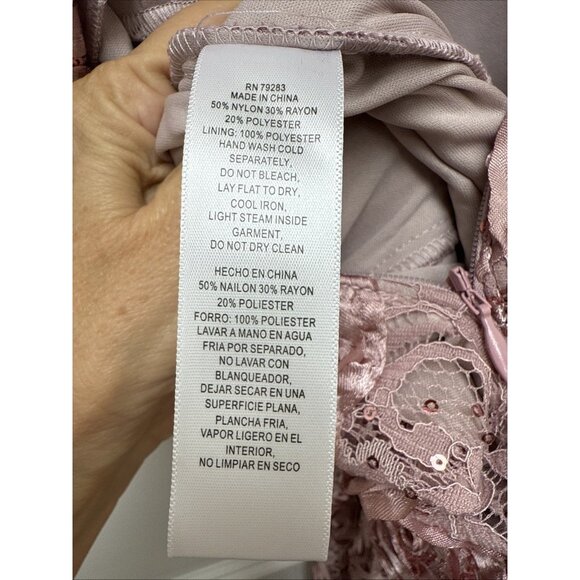 RN 79283
MADE IN CHINA
50% NYLON 30% RAYON
20% POLYESTER
LINING: 100% POLYESTER
HAND WASH COLD
SEPARATELY,
DO NOT BLEACH,
LAY FLAT TO DRY,
COOL IRON,
LIGHT STEAM INSIDE
GARMENT,
DO NOT DRY CLEAN
HECHO EN CHINA
50% NAILON 30% RAYON
20% POLIESTER
FORRO: 100% POLIESTER
LAVAR A MANO EN AGUA
FRIA POR SEPARADO,
NO LAVAR CON
BLANQUEADOR,
DEJAR SECAR EN UNA
SUPERFICIE PLANA,
PLANCHA FRIA,
VAPOR LIGERO EN EL
INTERIOR,
NO LIMPIAR EN SECO